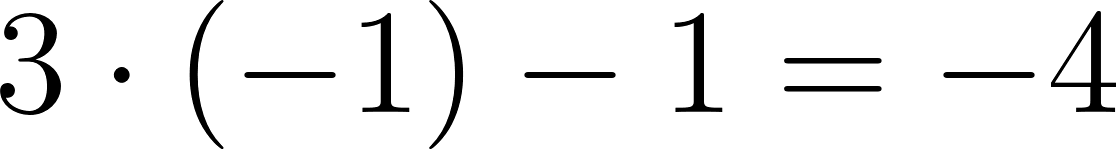 3 · (−1) − 1 = −4